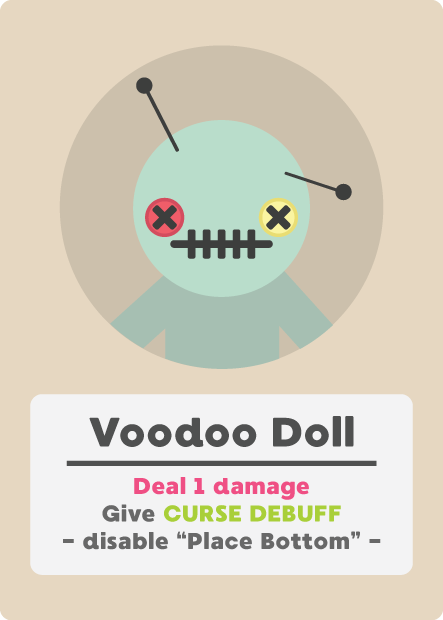 Voodoo Doll
Deal 1 damage
Give CURSE DEBUFF
- disable “Place Bottom” -